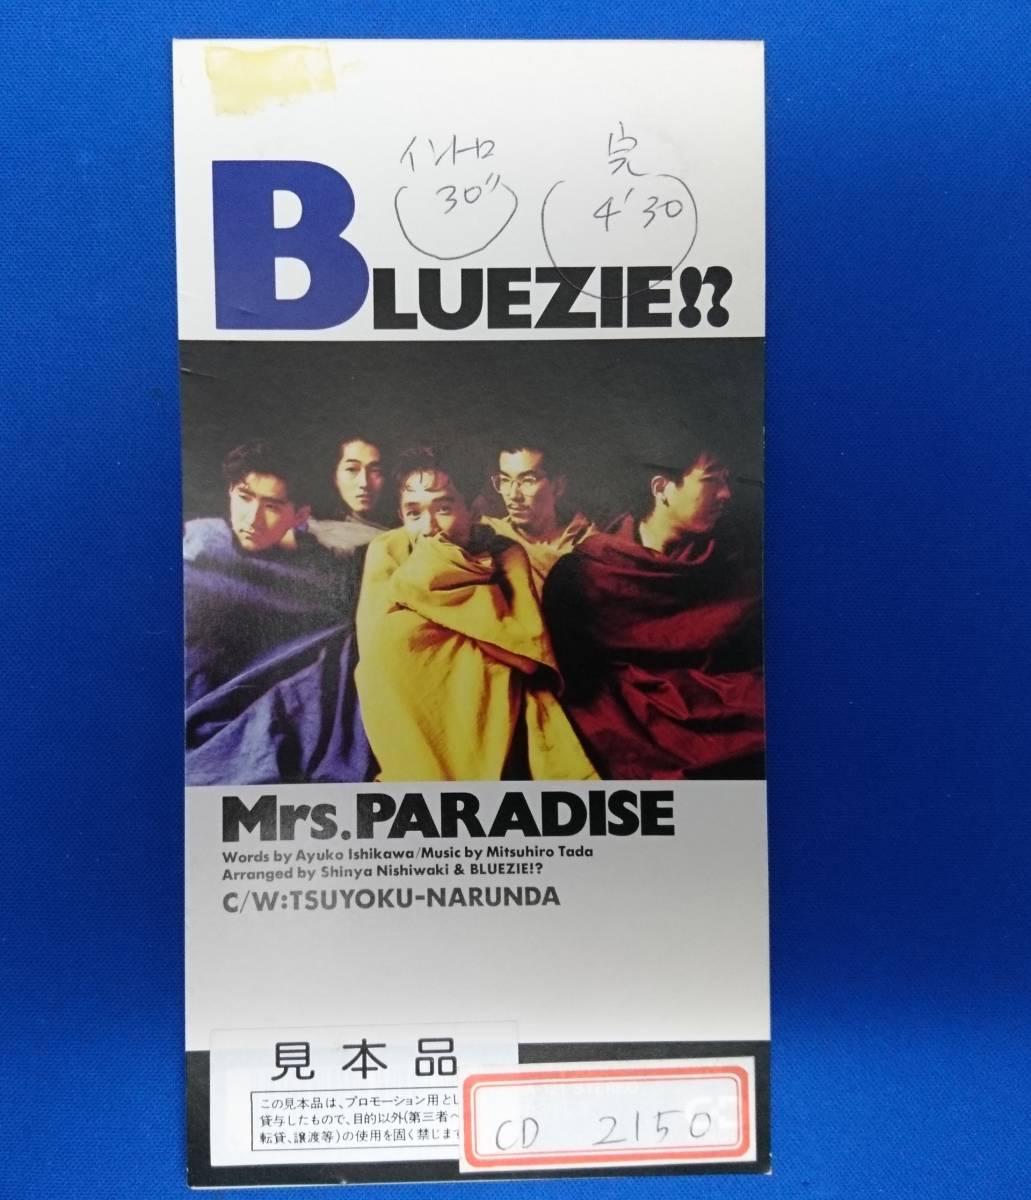 イントロ 完
30" 4'30
BLUEZIE!?
Mrs.PARADISE
Words by Ayuko Ishikawa/Music by Mitsuhiro Tada
Arranged by Shinya Nishiwaki & BLUEZIE!?
C/W:TSUYOKU-NARUNDA
見本品
この見本品は、プロモーション用とし
貸与したもので、目的以外(第三者へ
転貸、譲渡等)の使用を固く禁じます
CD 2150